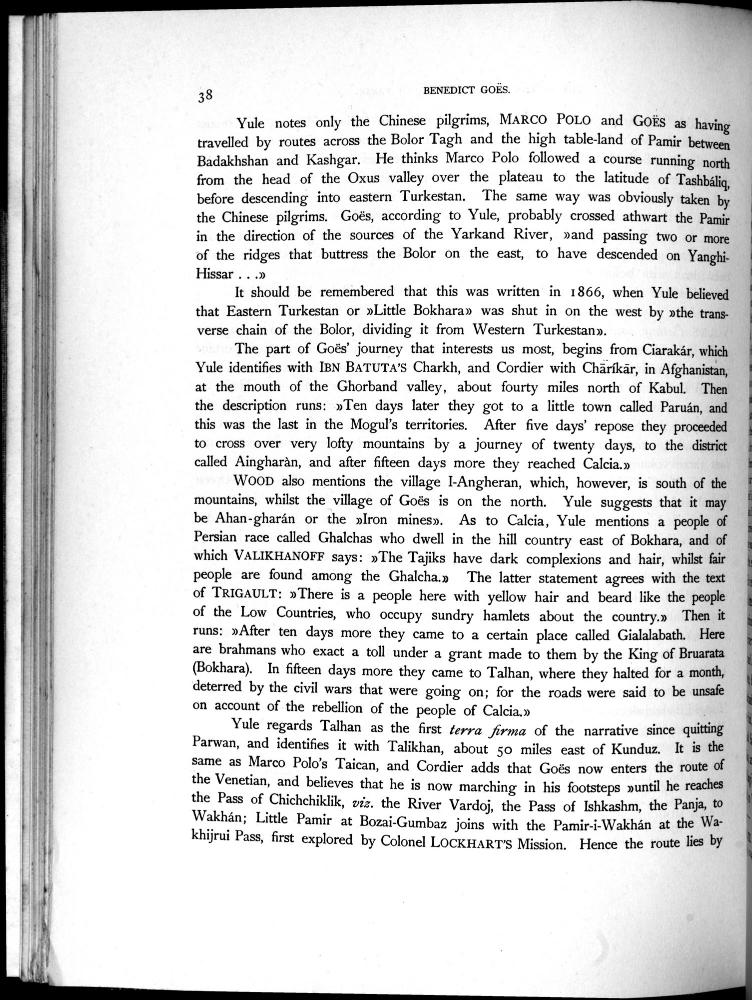 38
BENEDICT GOËS.
Yule notes only the Chinese pilgrims, MARCO POLO and GOËS as having
travelled by routes across the Bolor Tagh and the high table-land of Pamir between
Badakhshan and Kashgar. He thinks Marco Polo followed a course running north
from the head of the Oxus valley over the plateau to the latitude of Tashbáliq,
before descending into eastern Turkestan. The same way was obviously taken by
the Chinese pilgrims. Goës, according to Yule, probably crossed athwart the Pamir
in the direction of the sources of the Yarkand River, »and passing two or more
of the ridges that buttress the Bolor on the east, to have descended on Yanghi-
Hissar . . .»
It should be remembered that this was written in 1866, when Yule believed
that Eastern Turkestan or »Little Bokhara» was shut in on the west by »the trans-
verse chain of the Bolor, dividing it from Western Turkestan».
The part of Goës' journey that interests us most, begins from Ciarakár, which
Yule identifies with IBN BATUTA'S Charkh, and Cordier with Chāríkār, in Afghanistan,
at the mouth of the Ghorband valley, about fourty miles north of Kabul. Then
the description runs: »Ten days later they got to a little town called Paruán, and
this was the last in the Mogul's territories. After five days' repose they proceeded
to cross over very lofty mountains by a journey of twenty days, to the district
called Aingharàn, and after fifteen days more they reached Calcia.»
WOOD also mentions the village I-Angheran, which, however, is south of the
mountains, whilst the village of Goës is on the north. Yule suggests that it may
be Ahan-gharán or the »Iron mines». As to Calcia, Yule mentions a people of
Persian race called Ghalchas who dwell in the hill country east of Bokhara, and of
which VALIKHANOFF says: »The Tajiks have dark complexions and hair, whilst fair
people are found among the Ghalcha.» The latter statement agrees with the text
of TRIGAULT: »There is a people here with yellow hair and beard like the people
of the Low Countries, who occupy sundry hamlets about the country.» Then it
runs: »After ten days more they came to a certain place called Gialalabath. Here
are brahmans who exact a toll under a grant made to them by the King of Bruarata
(Bokhara). In fifteen days more they came to Talhan, where they halted for a month,
deterred by the civil wars that were going on; for the roads were said to be unsafe
on account of the rebellion of the people of Calcia.»
Yule regards Talhan as the first terra firma of the narrative since quitting
Parwan, and identifies it with Talikhan, about 50 miles east of Kunduz. It is the
same as Marco Polo's Taican, and Cordier adds that Goës now enters the route of
the Venetian, and believes that he is now marching in his footsteps »until he reaches
the Pass of Chichchiklik, viz. the River Vardoj, the Pass of Ishkashm, the Panja, to
Wakhán; Little Pamir at Bozai-Gumbaz joins with the Pamir-i-Wakhán at the Wa-
khijrui Pass, first explored by Colonel LOCKHART'S Mission. Hence the route lies by